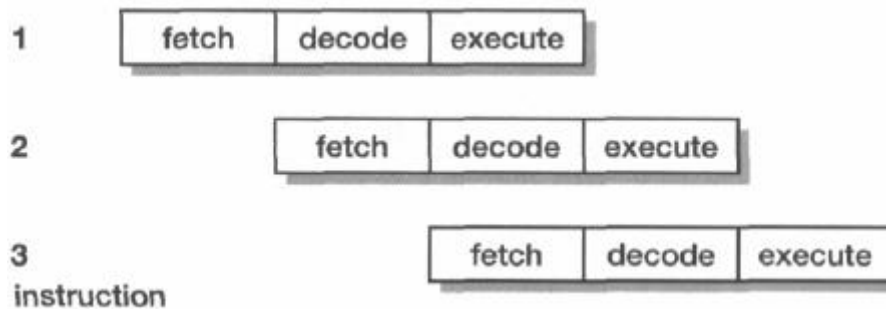 1 fetch decode execute
2 fetch decode execute
3 fetch decode execute
instruction